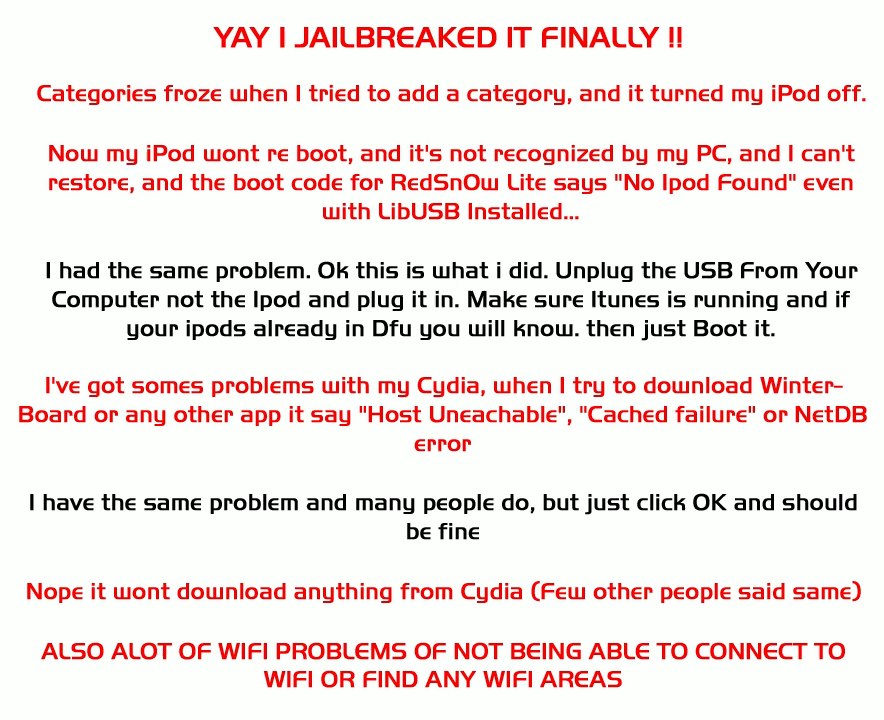 YAY I JAILBREAKED IT FINALLY !!
Categories froze when I tried to add a category, and it turned my iPod off.
Now my iPod wont re boot, and it's not recognized by my PC, and I can't
restore, and the boot code for RedSnOw Lite says "No Ipod Found" even
with LibUSB Installed...
I had the same problem. Ok this is what i did. Unplug the USB From Your
Computer not the Ipod and plug it in. Make sure Itunes is running and if
your ipods already in Dfu you will know. then just Boot it.
I've got somes problems with my Cydia, when I try to download Winter-
Board or any other app it say "Host Uneachable", "Cached failure" or NetDB
error
I have the same problem and many people do, but just click OK and should
be fine
Nope it wont download anything from Cydia (Few other people said same)
ALSO ALOT OF WIFI PROBLEMS OF NOT BEING ABLE TO CONNECT TO
WIFI OR FIND ANY WIFI AREAS